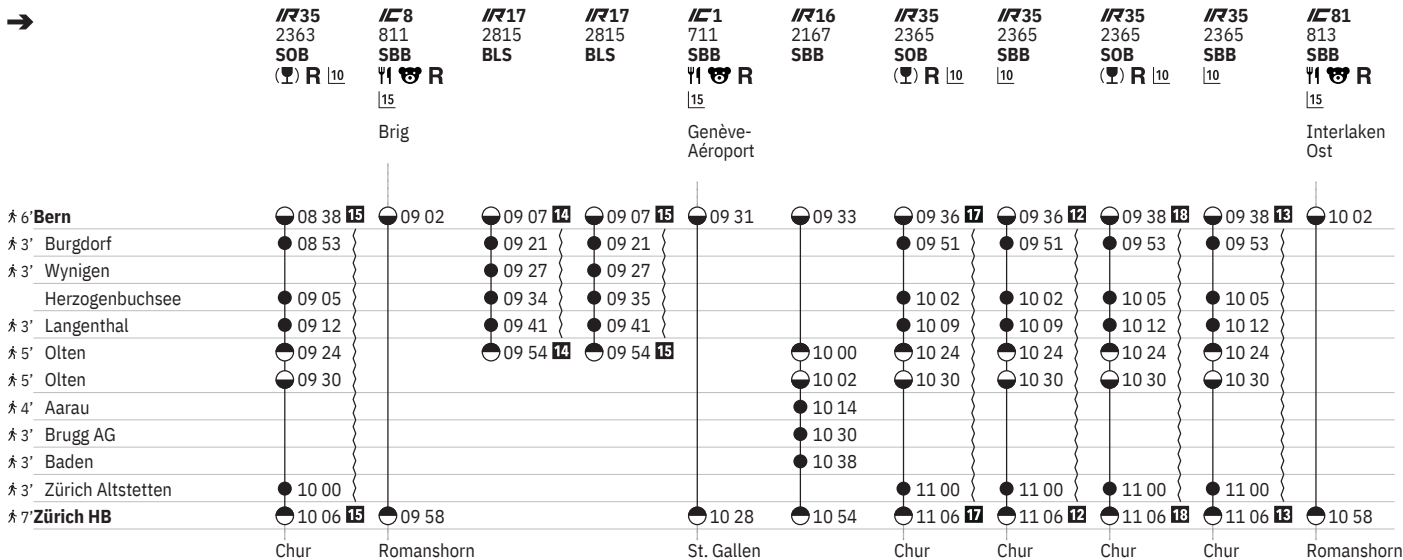 IR35 IC8 IR17 IR17 IC1 IR16 IR35 IR35 IR35 IR35 IC81
2363 811 2815 2815 711 2167 2365 2365 2365 2365 813
SOB SBB BLS BLS SBB SBB SOB SBB SOB SBB SBB
R 10 R R R 10 10 R 10 10 R
15 15 15
Brig Genève- Interlaken
Aéroport Ost
6' Bern 08 38 15 09 02 09 07 14 09 07 15 09 31 09 33 09 36 17 09 36 12 09 38 18 09 38 13 10 02
3' Burgdorf 08 53 09 21 09 21 09 51 09 51 09 53 09 53
3' Wynigen 09 27 09 27
Herzogenbuchsee 09 05 09 34 09 35 10 02 10 02 10 05 10 05
3' Langenthal 09 12 09 41 09 41 10 09 10 09 10 12 10 12
5' Olten 09 24 09 54 14 09 54 15 10 00 10 24 10 24 10 24 10 24
5' Olten 09 30 10 02 10 30 10 30 10 30 10 30
4' Aarau 10 14
3' Brugg AG 10 30
3' Baden 10 38
3' Zürich Altstetten 10 00 11 00 11 00 11 00 11 00
7' Zürich HB 10 06 15 09 58 10 28 10 54 11 06 17 11 06 12 11 06 18 11 06 13 10 58
Chur Romanshorn St. Gallen Chur Chur Chur Chur Romanshorn